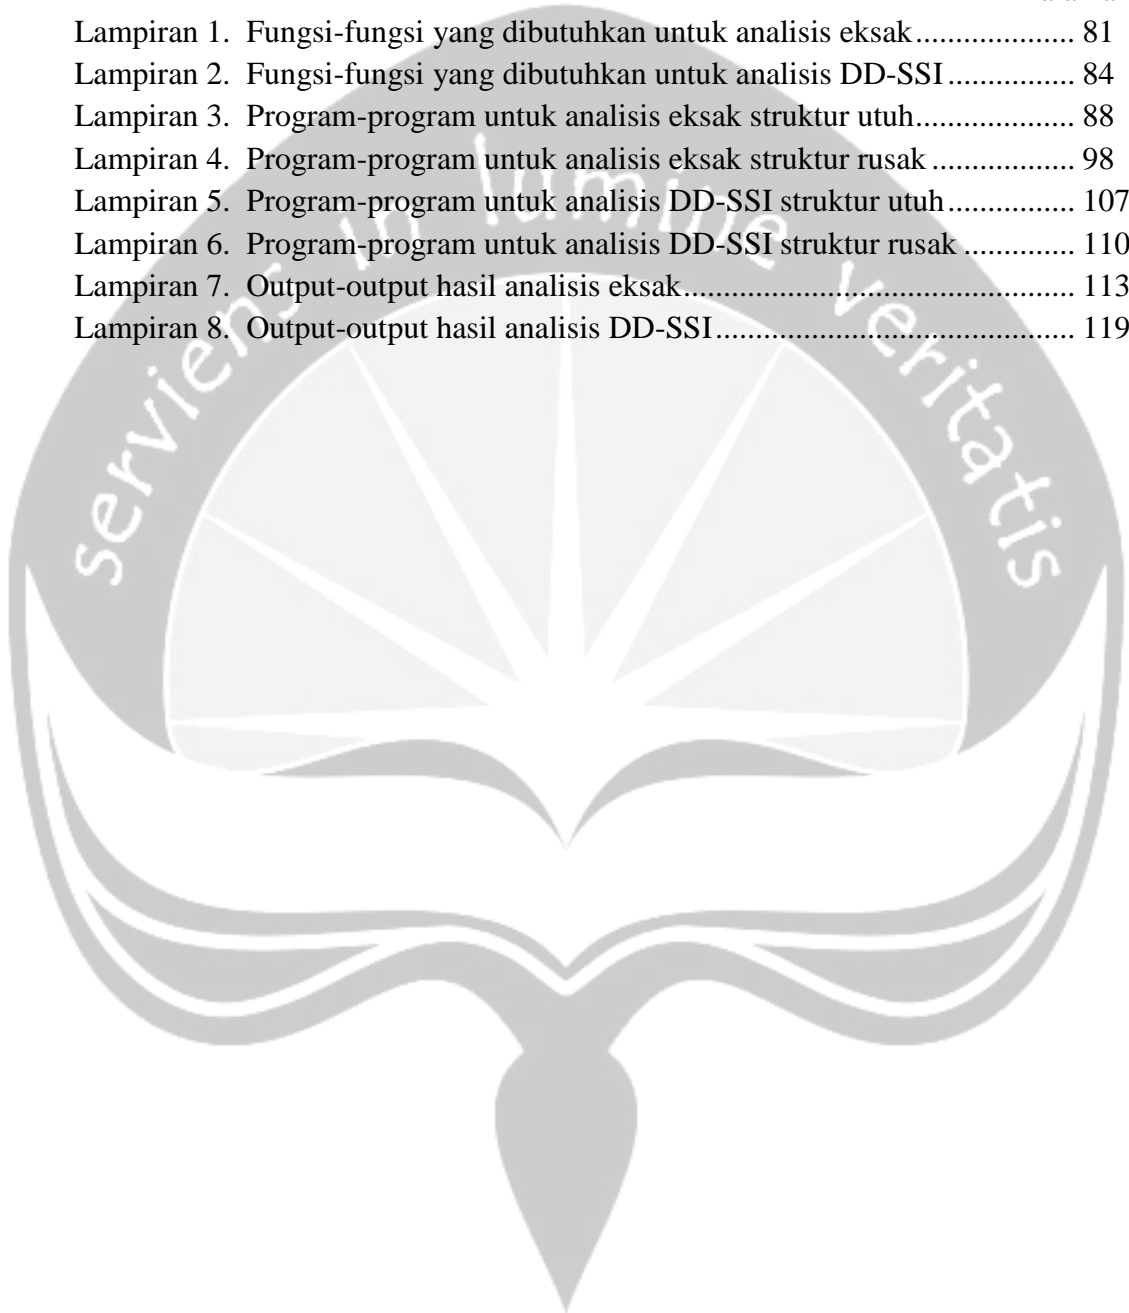 Lampiran 1. Fungsi-fungsi yang dibutuhkan untuk analisis eksak.................... 81
Lampiran 2. Fungsi-fungsi yang dibutuhkan untuk analisis DD-SSI................ 84
Lampiran 3. Program-program untuk analisis eksak struktur utuh.................... 88
Lampiran 4. Program-program untuk analisis eksak struktur rusak.................. 98
Lampiran 5. Program-program untuk analisis DD-SSI struktur utuh................ 107
Lampiran 6. Program-program untuk analisis DD-SSI struktur rusak .............. 110
Lampiran 7. Output-output hasil analisis eksak................................................. 113
Lampiran 8. Output-output hasil analisis DD-SSI............................................. 119
serviens in lumine veritatis